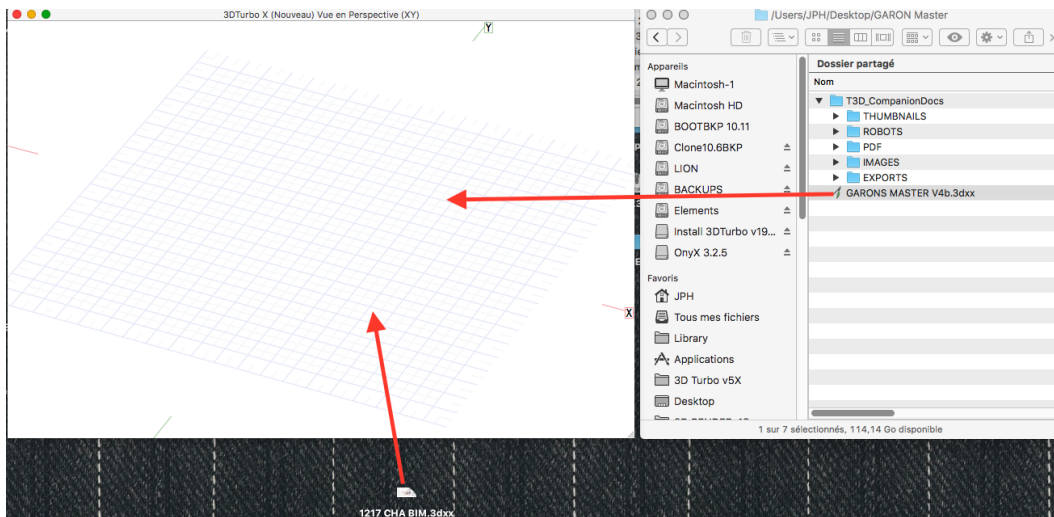 3DTurbo X (Nouveau) Vue en Perspective (XY)
Y
X
/Users/JPH/Desktop/GARON Master
Appareils
Macintosh-1
Macintosh HD
BOOTBKP 10.11
Clone10.6BKP
LION
BACKUPS
Elements
Install 3DTurbo v19...
OnyX 3.2.5
Favoris
JPH
Tous mes fichiers
Library
Applications
3D Turbo v5X
Desktop
Dossier partagé
Nom
T3D_CompanionDocs
THUMBNAILS
ROBOTS
PDF
IMAGES
EXPORTS
GARONS MASTER V4b.3dxx
1 sur 7 sélectionnés, 114,14 Go disponible
1217 CHA BIM.3dxx